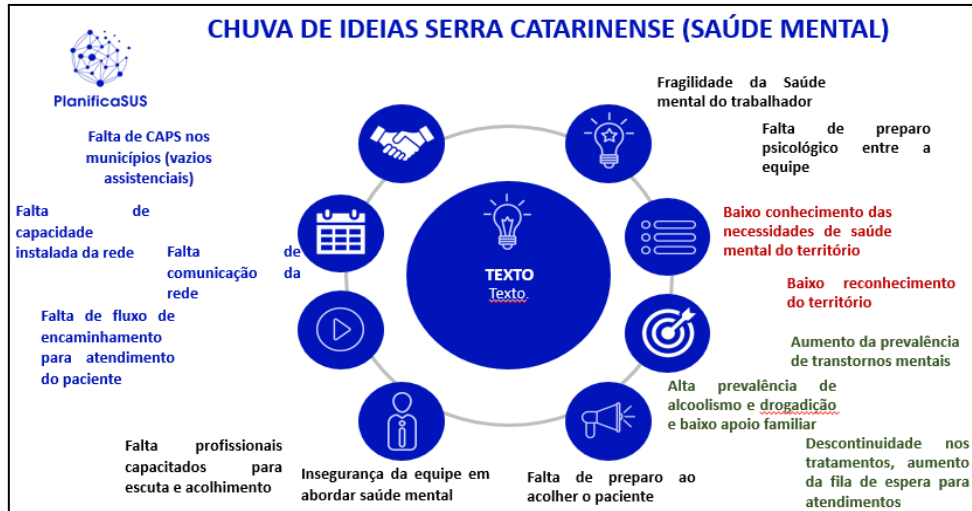 CHUVA DE IDEIAS SERRA CATARINENSE (SAÚDE MENTAL)
PlanificaSUS
Falta de CAPS nos
municípios (vazios
assistenciais)
Falta de
capacidade
instalada da rede
Falta de
comunicação da
rede
Falta de fluxo de
encaminhamento
para atendimento
do paciente
Falta profissionais
capacitados para
escuta e acolhimento
Insegurança da equipe em
abordar saúde mental
TEXTO
Texto.
Fragilidade da Saúde
mental do trabalhador
Falta de preparo
psicológico entre a
equipe
Baixo conhecimento das
necessidades de saúde
mental do território
Baixo reconhecimento
do território
Aumento da prevalência
de transtornos mentais
Alta prevalência de
alcoolismo e drogadição
e baixo apoio familiar
Falta de preparo ao
acolher o paciente
Descontinuidade nos
tratamentos, aumento
da fila de espera para
atendimentos